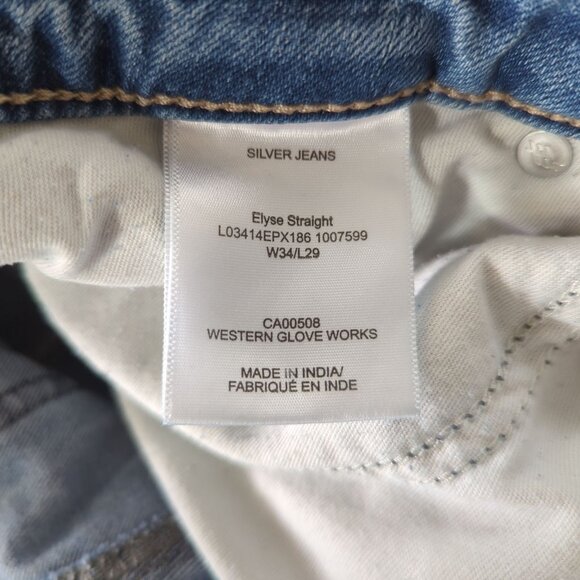 SILVER JEANS
Elyse Straight
L03414EPX186 1007599
W34/L29
CA00508
WESTERN GLOVE WORKS
MADE IN INDIA/
FABRIQUÉ EN INDE